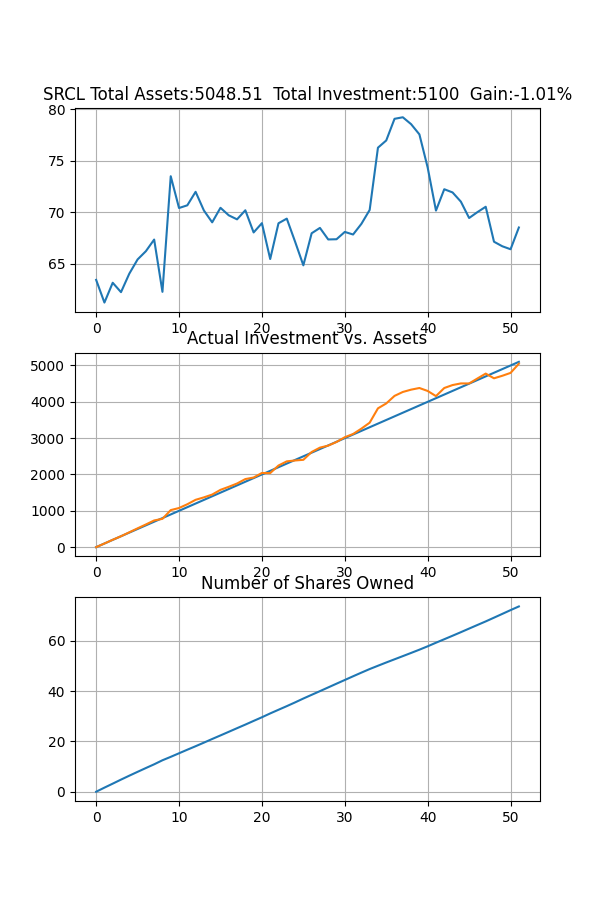 SRCL Total Assets:5048.51  Total Investment:5100  Gain:-1.01%
80
75
70
65
0 10 20 30 40 50
Actual Investment vs. Assets
5000
4000
3000
2000
1000
0
0 10 20 30 40 50
Number of Shares Owned
60
40
20
0
0 10 20 30 40 50